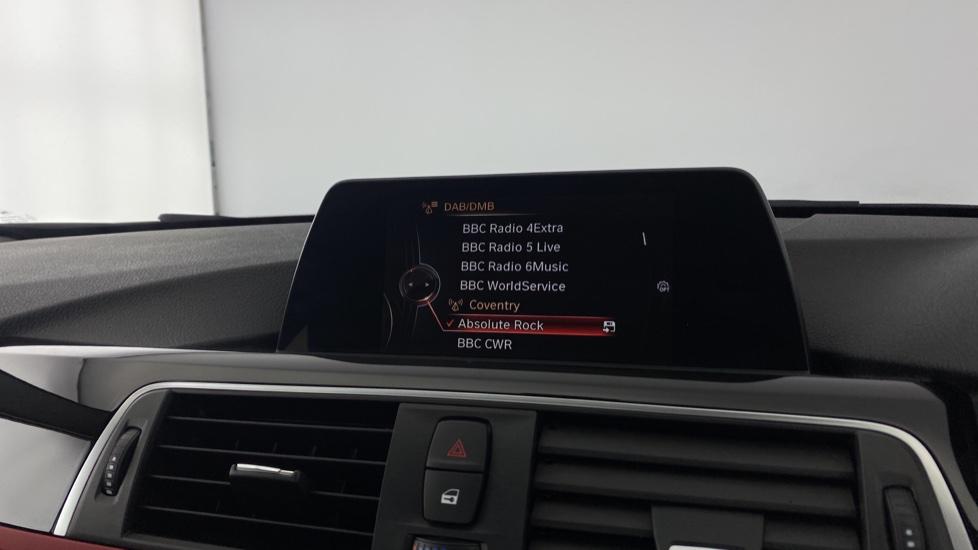 DAB/DMB
BBC Radio 4Extra
BBC Radio 5 Live
BBC Radio 6Music
BBC WorldService
Coventry
Absolute Rock
BBC CWR